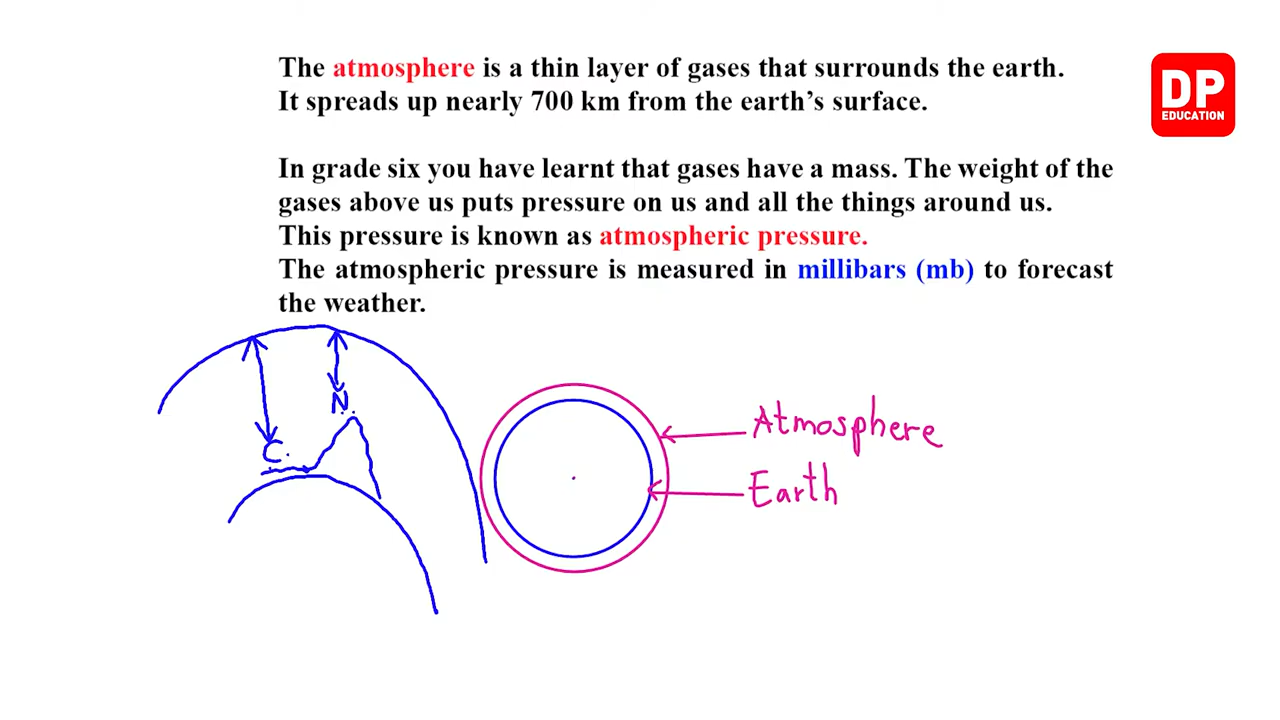 The atmosphere is a thin layer of gases that surrounds the earth.
It spreads up nearly 700 km from the earth's surface.
DP
EDUCATION
In grade six you have learnt that gases have a mass. The weight of the
gases above us puts pressure on us and all the things around us.
This pressure is known as atmospheric pressure.
The atmospheric pressure is measured in millibars (mb) to forecast
the weather.
N.
C.
Atmosphere
Earth